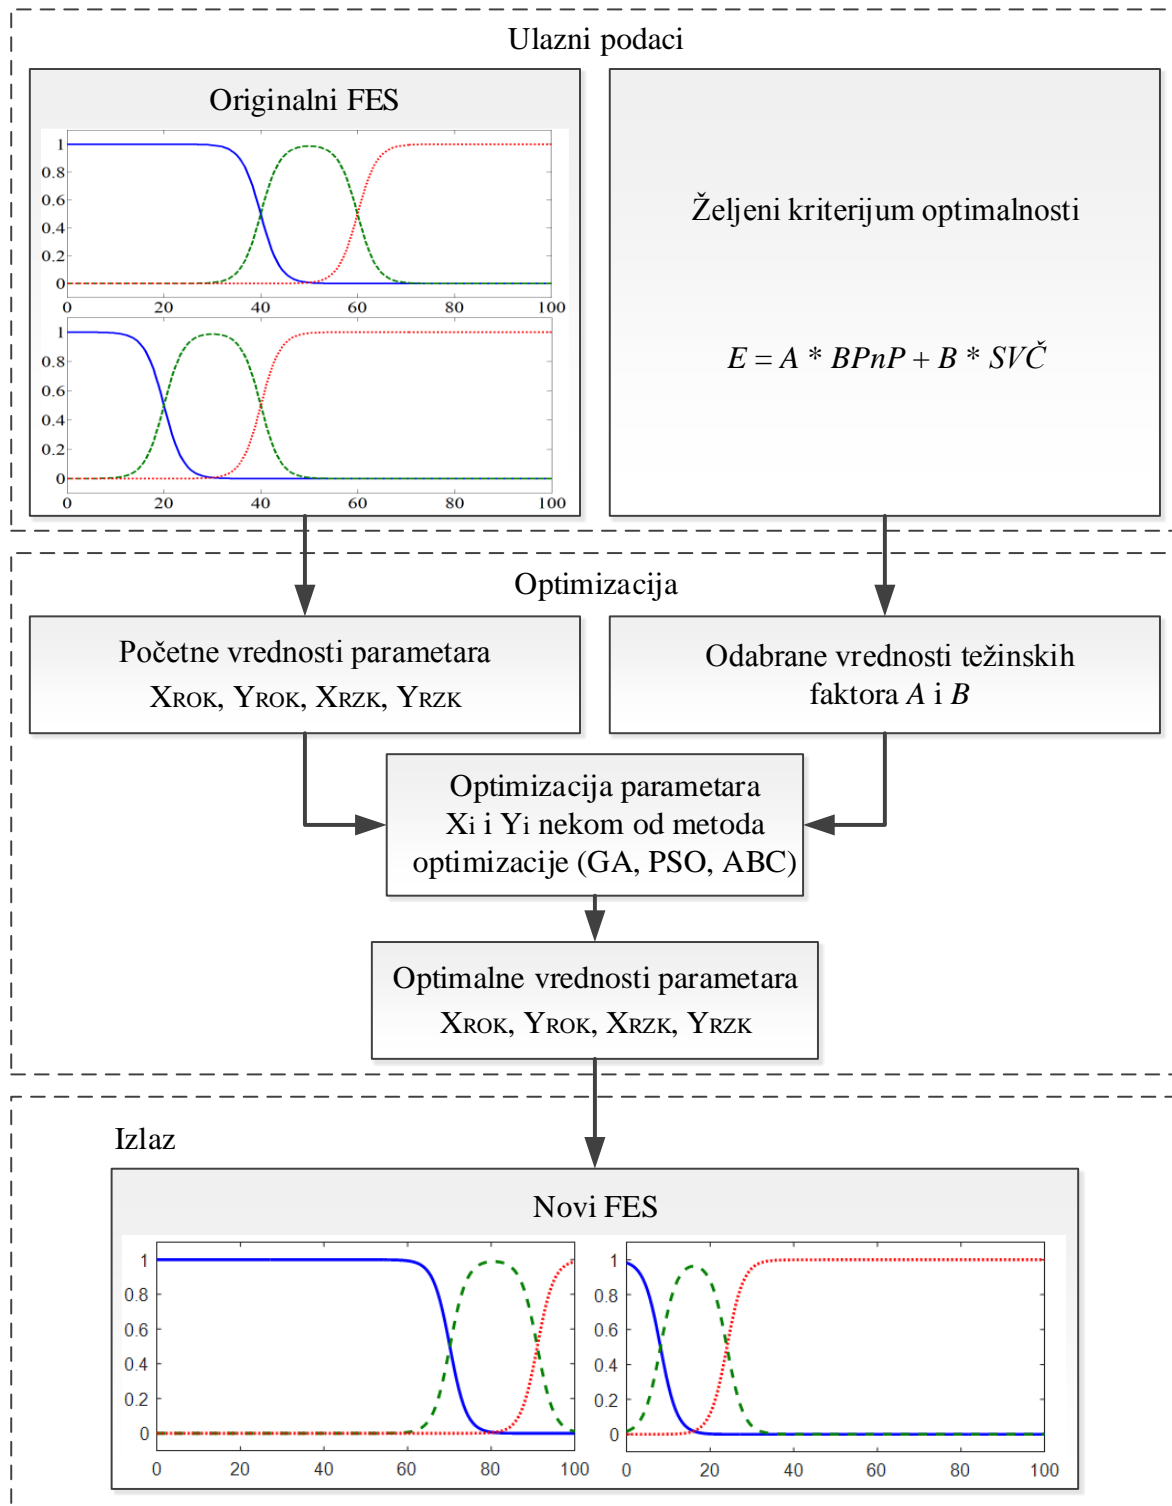 Ulazni podaci
Originalni FES
1
0.8
0.6
0.4
0.2
0
0 20 40 60 80 100
1
0.8
0.6
0.4
0.2
0
0 20 40 60 80 100
Željeni kriterijum optimalnosti
E = A * BPnP + B * SVČ
Optimizacija
Početne vrednosti parametara
XROK, YROK, XRZK, YRZK
Odabrane vrednosti težinskih
faktora A i B
Optimizacija parametara
Xi i Yi nekom od metoda
optimizacije (GA, PSO, ABC)
Optimalne vrednosti parametara
XROK, YROK, XRZK, YRZK
Izlaz
Novi FES
1
0.8
0.6
0.4
0.2
0
0 20 40 60 80 100
1
0.8
0.6
0.4
0.2
0
0 20 40 60 80 100